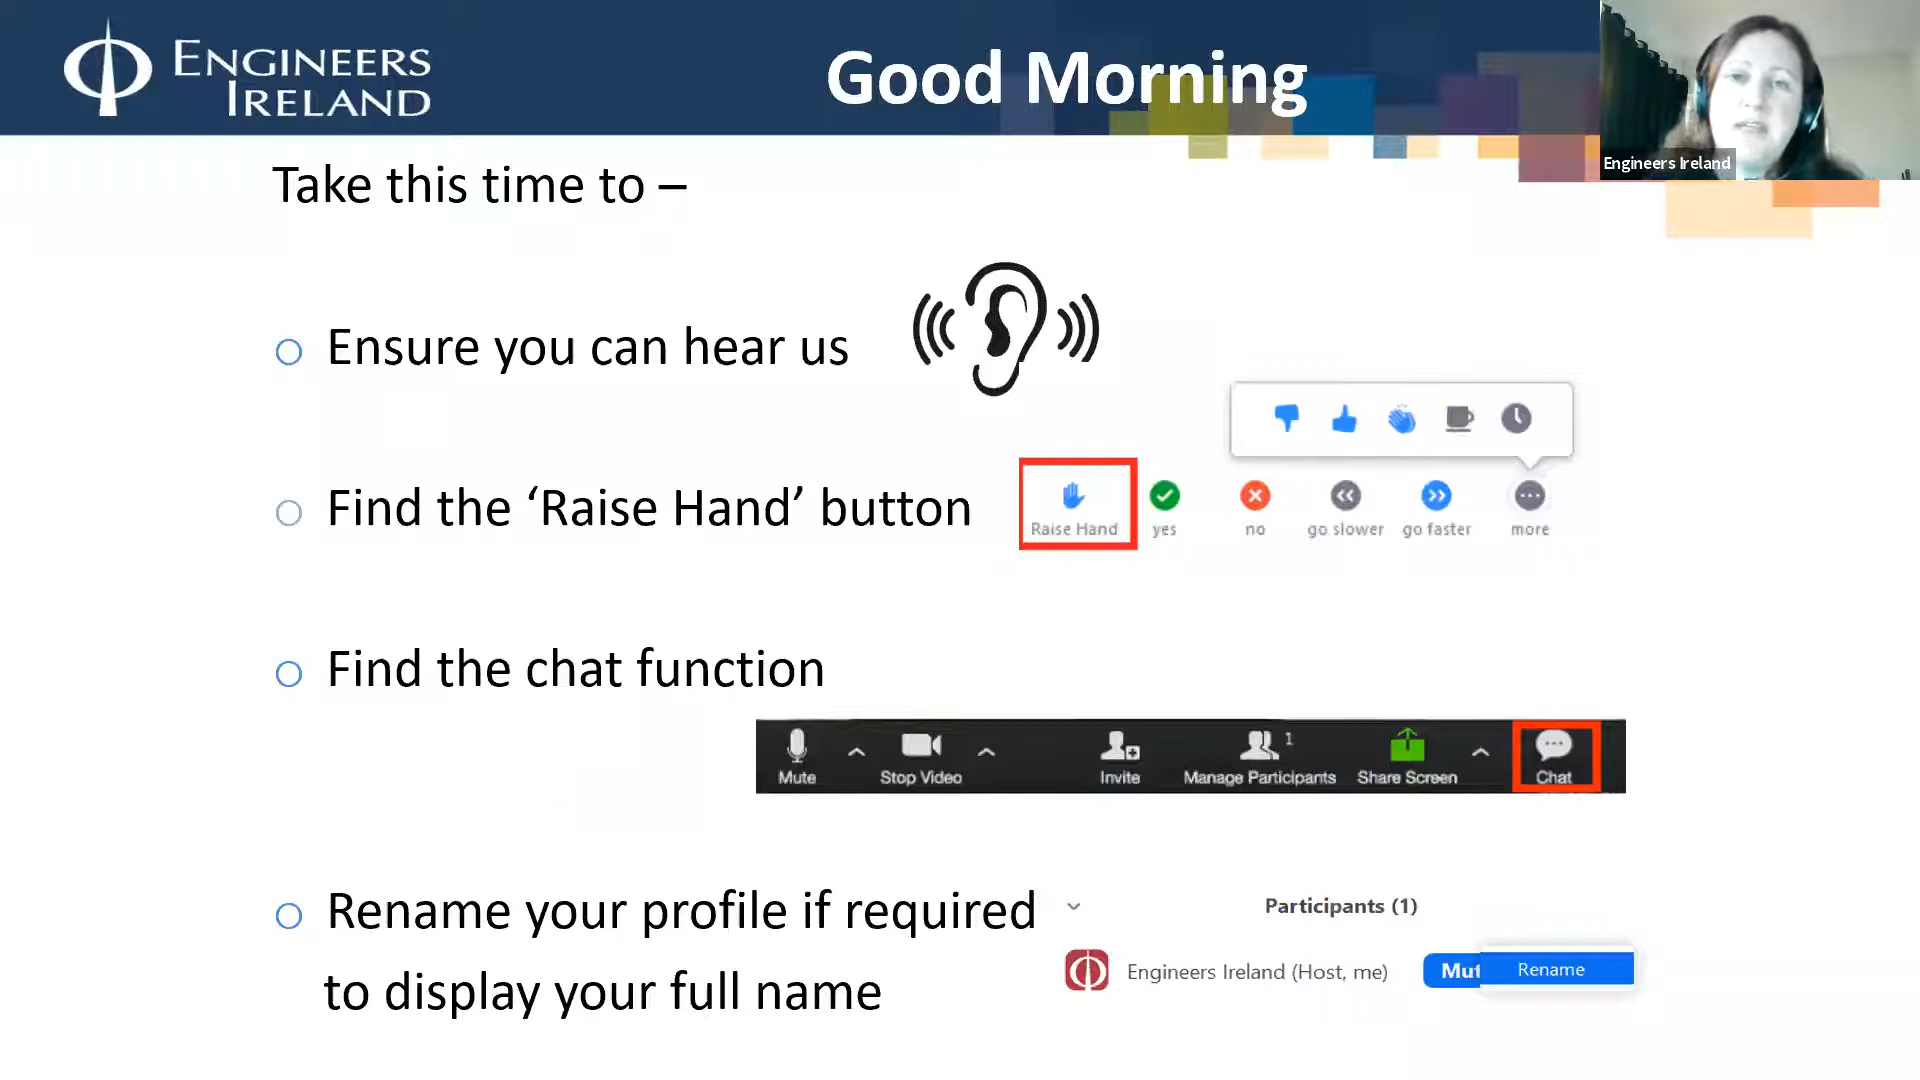 ENGINEERS
IRELAND
Good Morning
Engineers Ireland
Take this time to –
Ensure you can hear us
Find the ‘Raise Hand’ button
Raise Hand yes no go slower go faster more
Find the chat function
Mute Stop Video Invite Manage Participants 1 Share Screen Chat
Rename your profile if required
to display your full name
Participants (1)
Engineers Ireland (Host, me) Mut Rename